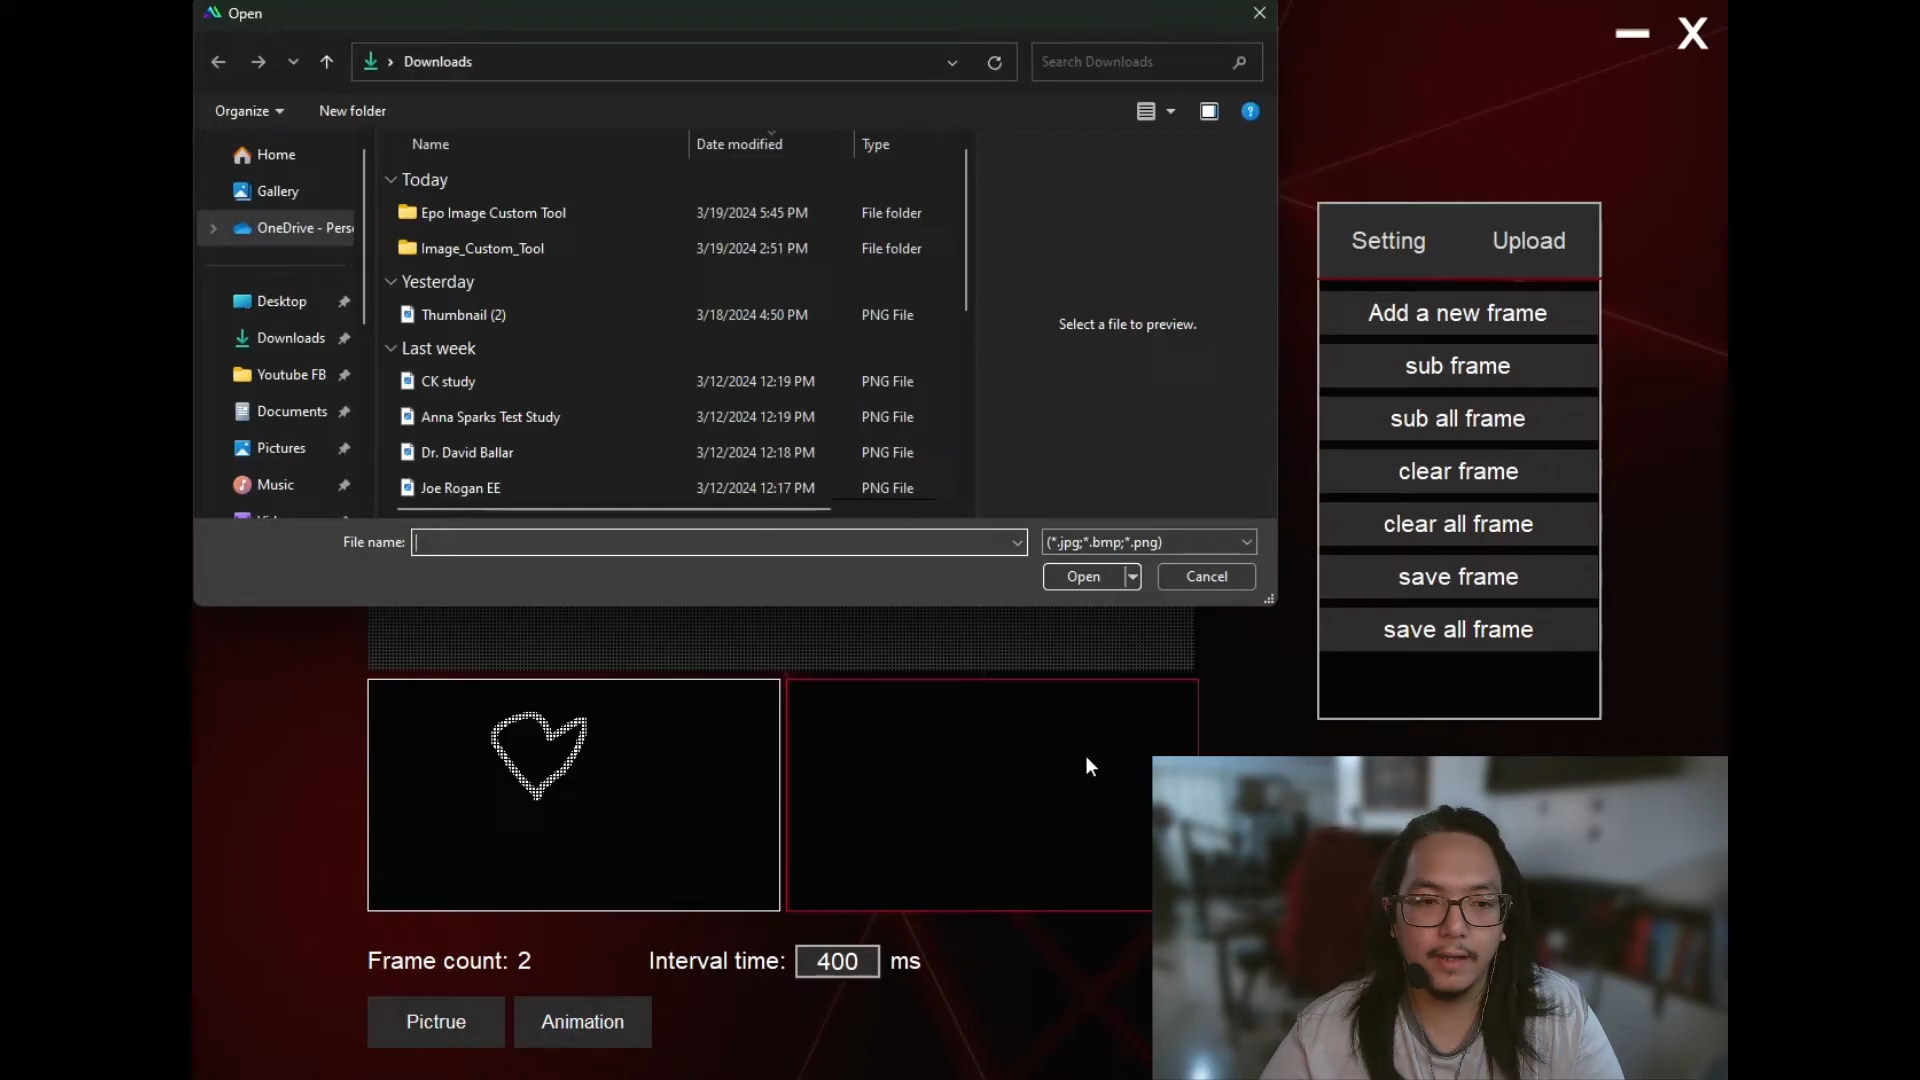 Open
Downloads
Search Downloads
Organize
New folder
Name
Date modified
Type
Home
Gallery
OneDrive - Pers
Desktop
Downloads
Youtube FB
Documents
Pictures
Music
Today
Epo Image Custom Tool 3/19/2024 5:45 PM File folder
Image_Custom_Tool 3/19/2024 2:51 PM File folder
Yesterday
Thumbnail (2) 3/18/2024 4:50 PM PNG File
Last week
CK study 3/12/2024 12:19 PM PNG File
Anna Sparks Test Study 3/12/2024 12:19 PM PNG File
Dr. David Ballar 3/12/2024 12:18 PM PNG File
Joe Rogan EE 3/12/2024 12:17 PM PNG File
Select a file to preview.
File name:
(*.jpg;*.bmp;*.png)
Open
Cancel
X
Setting
Upload
Add a new frame
sub frame
sub all frame
clear frame
clear all frame
save frame
save all frame
Frame count: 2
Interval time: 400 ms
Pictrue
Animation